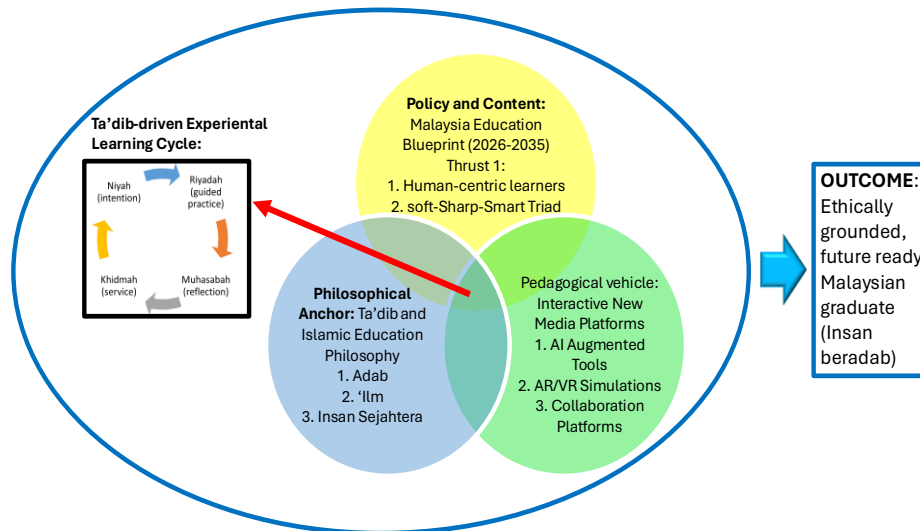 Ta’dib-driven Experiential
Learning Cycle:
Niyah
(intention)
Riyadah
(guided
practice)
Khidmah
(service)
Muhasabah
(reflection)
Policy and Content:
Malaysia Education
Blueprint (2026-2035)
Thrust 1:
1. Human-centric learners
2. soft-Sharp-Smart Triad
Philosophical
Anchor: Ta’dib and
Islamic Education
Philosophy
1. Adab
2. ‘Ilm
3. Insan Sejahtera
Pedagogical vehicle:
Interactive New
Media Platforms
1. AI Augmented
Tools
2. AR/VR Simulations
3. Collaboration
Platforms
OUTCOME:
Ethically
grounded,
future ready
Malaysian
graduate
(Insan
beradab)